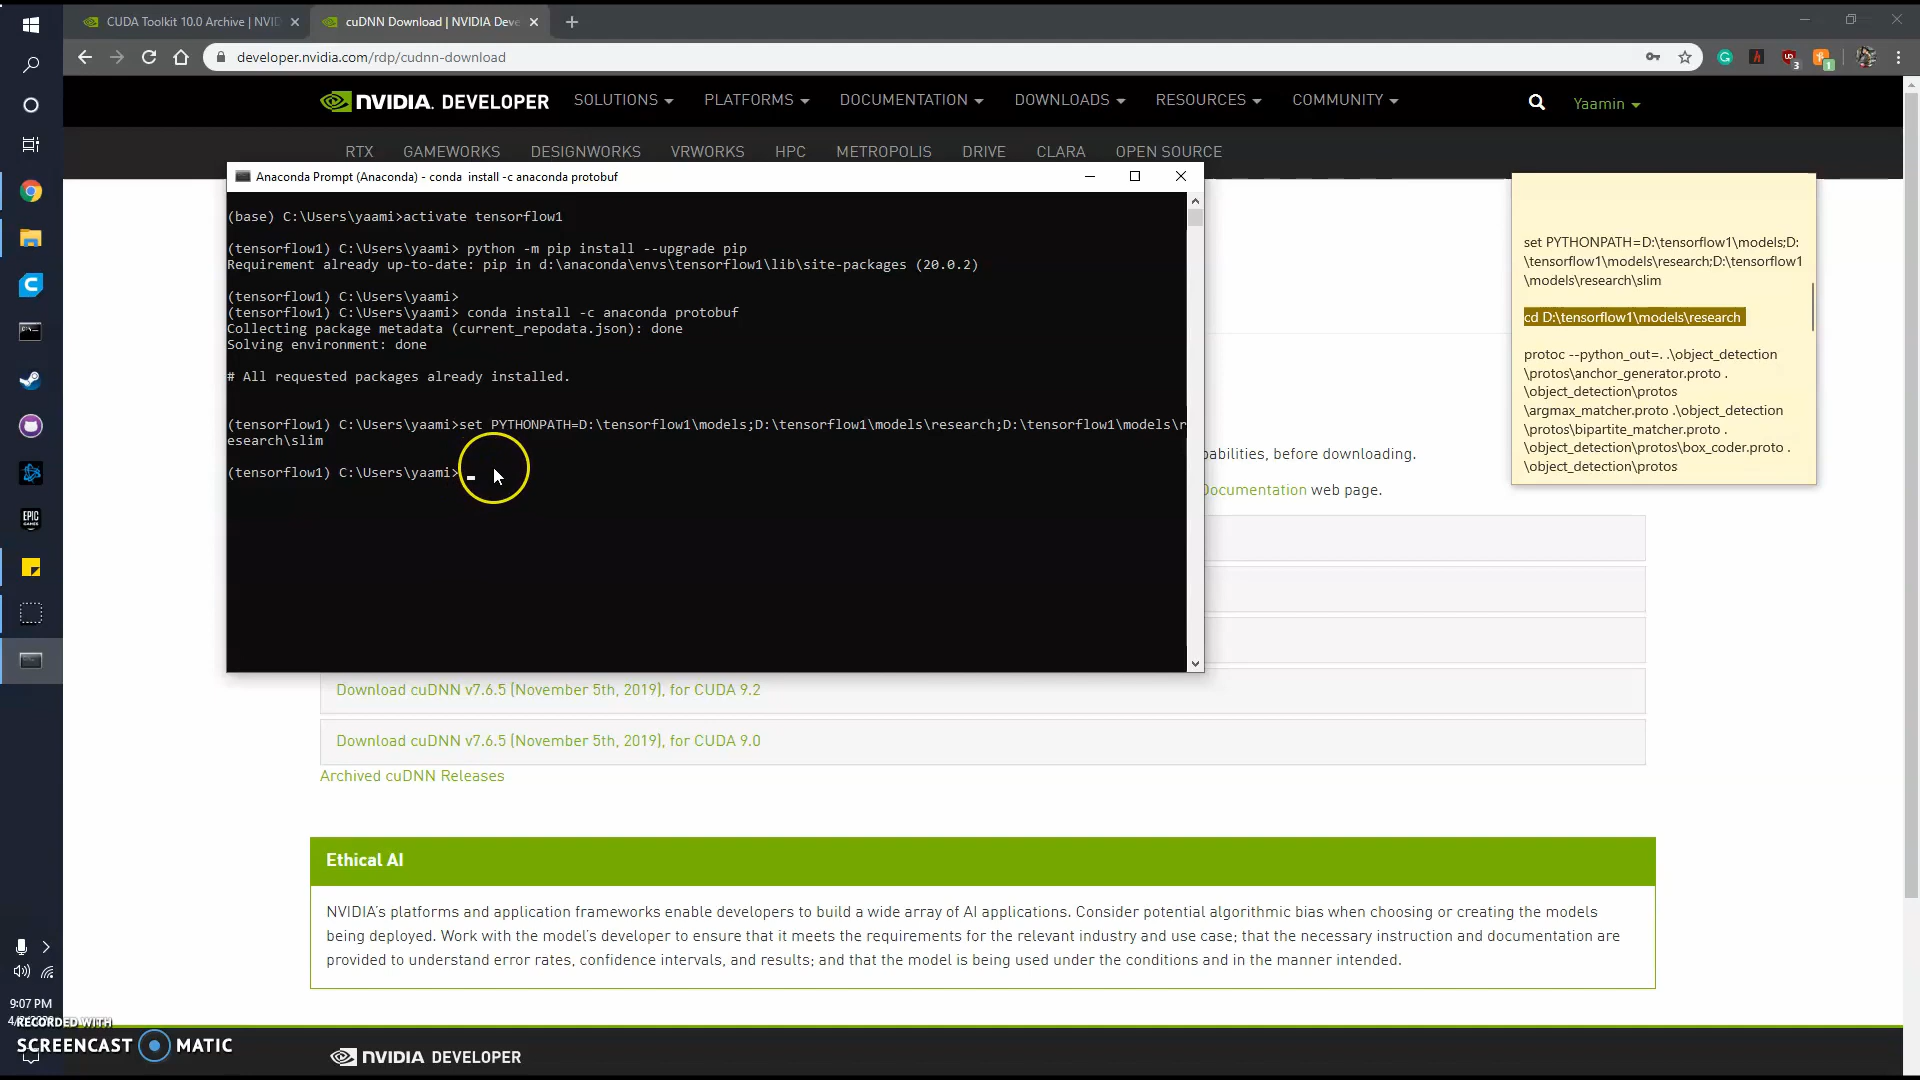 CUDA Toolkit 10.0 Archive | NVID
cuDNN Download | NVIDIA Deve
developer.nvidia.com/rdp/cudnn-download
3
1
NVIDIA. DEVELOPER
SOLUTIONS
PLATFORMS
DOCUMENTATION
DOWNLOADS
RESOURCES
COMMUNITY
Yaamin
RTX
GAMEWORKS
DESIGNWORKS
VRWORKS
HPC
METROPOLIS
DRIVE
CLARA
OPEN SOURCE
Anaconda Prompt (Anaconda) - conda  install -c anaconda protobuf
(base) C:\Users\yaami>activate tensorflow1
(tensorflow1) C:\Users\yaami> python -m pip install --upgrade pip
Requirement already up-to-date: pip in d:\anaconda\envs\tensorflow1\lib\site-packages (20.0.2)
(tensorflow1) C:\Users\yaami>
(tensorflow1) C:\Users\yaami> conda install -c anaconda protobuf
Collecting package metadata (current_repodata.json): done
Solving environment: done
# All requested packages already installed.
(tensorflow1) C:\Users\yaami>set PYTHONPATH=D:\tensorflow1\models;D:\tensorflow1\models\research;D:\tensorflow1\models\r
esearch\slim
(tensorflow1) C:\Users\yaami>
set PYTHONPATH=D:\tensorflow1\models;D:
\tensorflow1\models\research;D:\tensorflow1
\models\research\slim
cd D:\tensorflow1\models\research
protoc --python_out=. .\object_detection
\protos\anchor_generator.proto .
\object_detection\protos
\argmax_matcher.proto .\object_detection
\protos\bipartite_matcher.proto .
\object_detection\protos\box_coder.proto .
\object_detection\protos
pabilities, before downloading.
Documentation web page.
Download cuDNN v7.6.5 (November 5th, 2019), for CUDA 9.2
Download cuDNN v7.6.5 (November 5th, 2019), for CUDA 9.0
Archived cuDNN Releases
Ethical AI
NVIDIA's platforms and application frameworks enable developers to build a wide array of AI applications. Consider potential algorithmic bias when choosing or creating the models
being deployed. Work with the model's developer to ensure that it meets the requirements for the relevant industry and use case; that the necessary instruction and documentation are
provided to understand error rates, confidence intervals, and results; and that the model is being used under the conditions and in the manner intended.
NVIDIA DEVELOPER
EPIC
GAMES
9:07 PM
RECORDED WITH
SCREENCAST MATIC